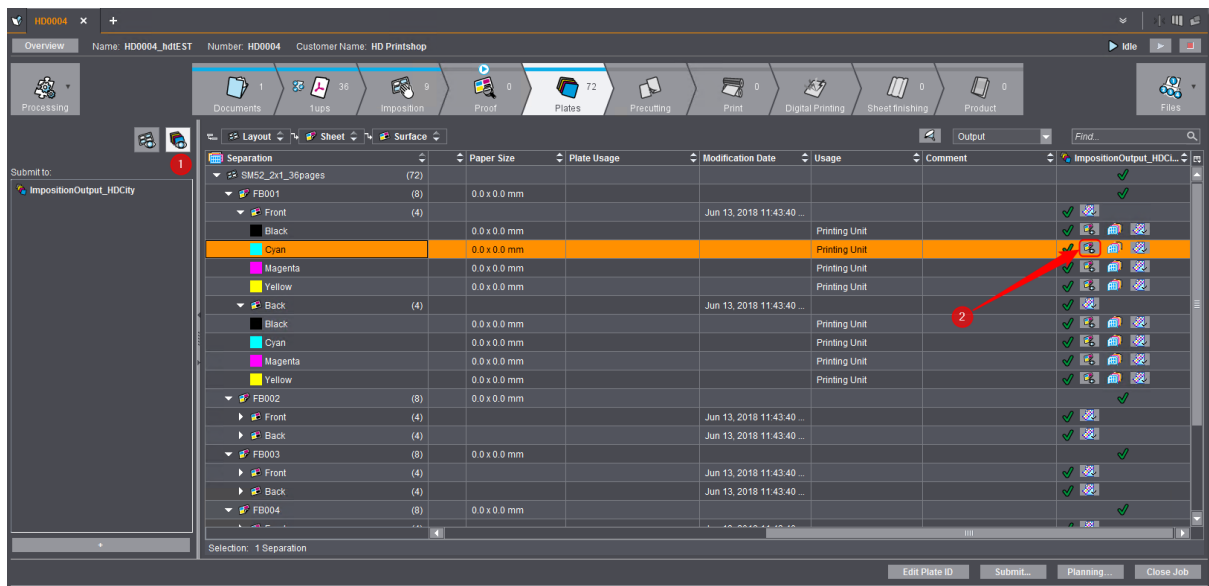 HD0004 × +
Overview Name: HD0004_hdtEST Number: HD0004 Customer Name: HD Printshop Idle
Processing
Documents 1
1ups 36
Imposition 9
Proof 0
Plates 72
Precutting
Print 0
Digital Printing
Sheet finishing 0
Product 0
Files
Layout Sheet Surface Output Find...
1
Submit to:
ImpositionOutput_HDCity
Separation Paper Size Plate Usage Modification Date Usage Comment ImpositionOutput_HDCi...
SM52_2x1_36pages (72)
FB001 (8) 0.0 x 0.0 mm
Front (4) Jun 13, 2018 11:43:40 ...
Black 0.0 x 0.0 mm Printing Unit
Cyan 0.0 x 0.0 mm Printing Unit
Magenta 0.0 x 0.0 mm Printing Unit
Yellow 0.0 x 0.0 mm Printing Unit
Back (4) Jun 13, 2018 11:43:40 ...
2
Black 0.0 x 0.0 mm Printing Unit
Cyan 0.0 x 0.0 mm Printing Unit
Magenta 0.0 x 0.0 mm Printing Unit
Yellow 0.0 x 0.0 mm Printing Unit
FB002 (8) 0.0 x 0.0 mm
Front (4) Jun 13, 2018 11:43:40 ...
Back (4) Jun 13, 2018 11:43:40 ...
FB003 (8) 0.0 x 0.0 mm
Front (4) Jun 13, 2018 11:43:40 ...
Back (4) Jun 13, 2018 11:43:40 ...
FB004 (8) 0.0 x 0.0 mm
Selection: 1 Separation
Edit Plate ID Submit... Planning... Close Job